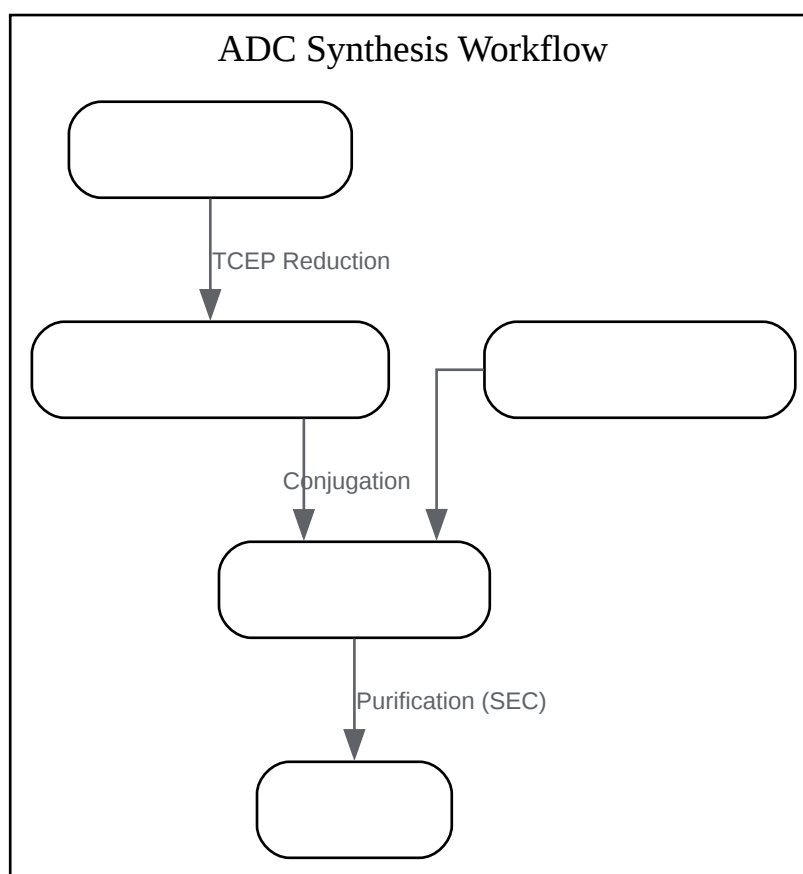 ADC Synthesis Workflow
TCEP Reduction
Conjugation
Purification (SEC)